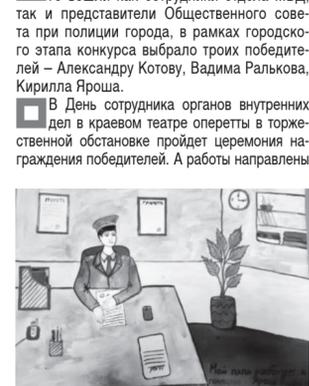 так и представители Общественного сове-
та при полиции города, в рамках городско-
го этапа конкурса выбрало троих победите-
лей – Александру Котову, Вадима Ралькова,
Кирилла Яроша.
В День сотрудника органов внутренних
дел в краевом театре оперетты в торже-
ственной обстановке пройдет церемония на-
граждения победителей. А работы направлены
Мой папа работает в